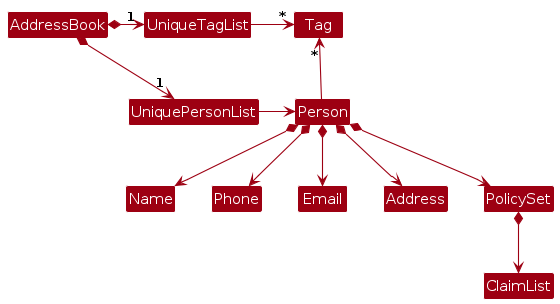 AddressBook 1 UniqueTagList * Tag
*
1
UniquePersonList Person
Name Phone Email Address PolicySet
ClaimList